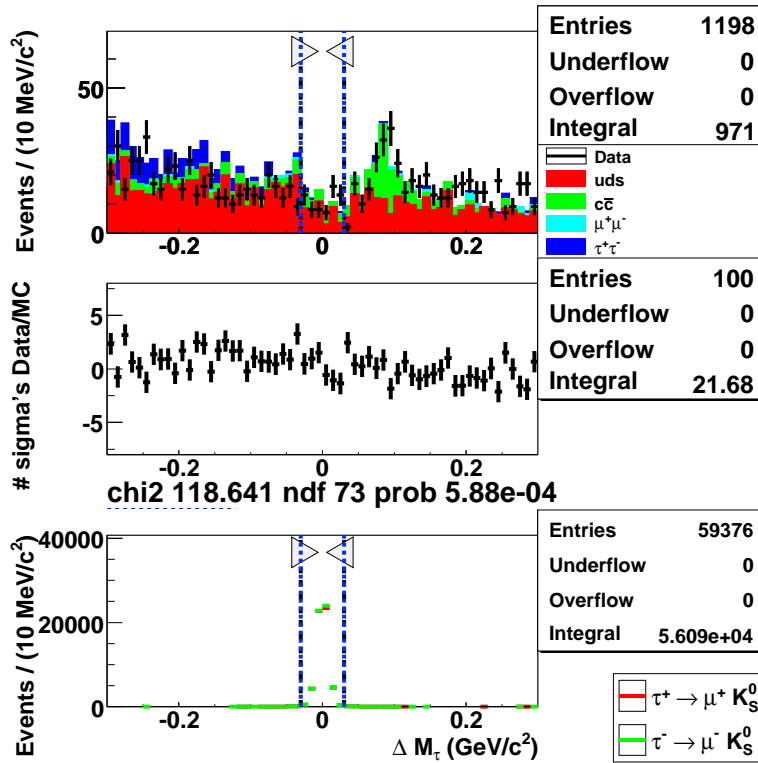 Entries 1198
Underflow 0
Overflow 0
Integral 971
Data
uds
cc̅
μ⁺μ⁻
τ⁺τ⁻
Events / (10 MeV/c²)
50
0
-0.2 0 0.2
Entries 100
Underflow 0
Overflow 0
Integral 21.68
# sigma's Data/MC
5
0
-5
-0.2 0 0.2
chi2 118.641 ndf 73 prob 5.88e-04
Entries 59376
Underflow 0
Overflow 0
Integral 5.609e+04
Events / (10 MeV/c²)
40000
20000
0
-0.2 0 0.2
Δ M_τ (GeV/c²)
τ⁺ → μ⁺ K_S⁰
τ⁻ → μ⁻ K_S⁰